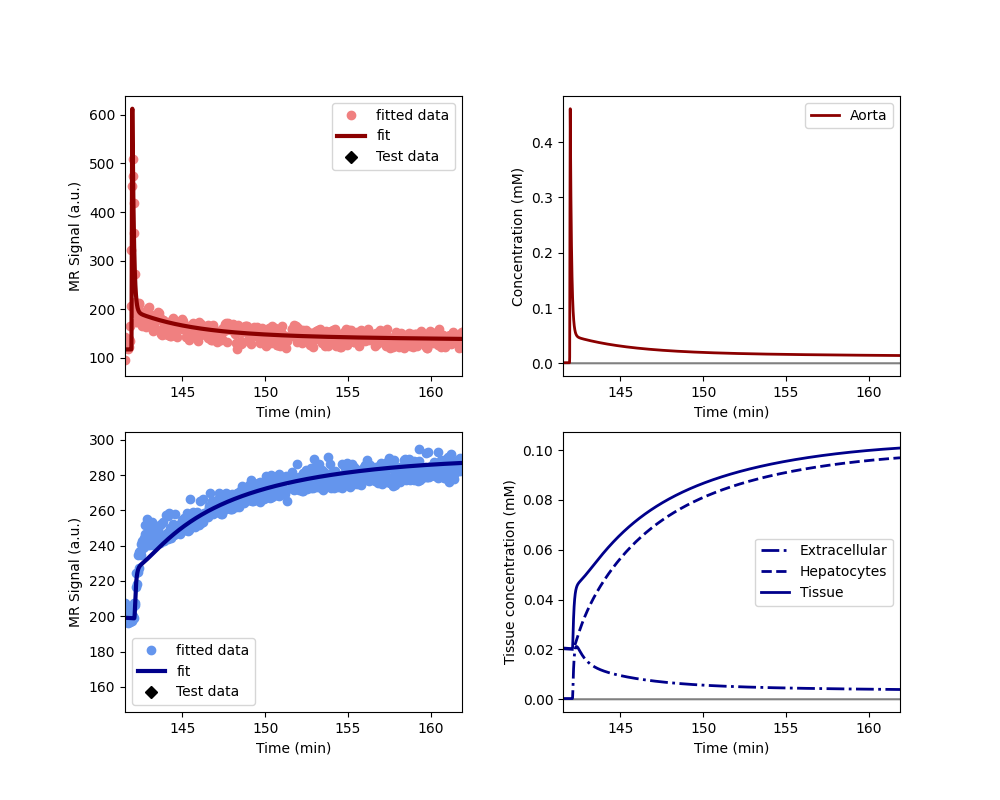 600
500
400
300
200
100
MR Signal (a.u.)
fitted data
fit
Test data
145
150
155
160
Time (min)
0.4
0.3
0.2
0.1
0.0
Concentration (mM)
Aorta
145
150
155
160
Time (min)
300
280
260
240
220
200
180
160
MR Signal (a.u.)
fitted data
fit
Test data
145
150
155
160
Time (min)
0.10
0.08
0.06
0.04
0.02
0.00
Tissue concentration (mM)
Extracellular
Hepatocytes
Tissue
145
150
155
160
Time (min)